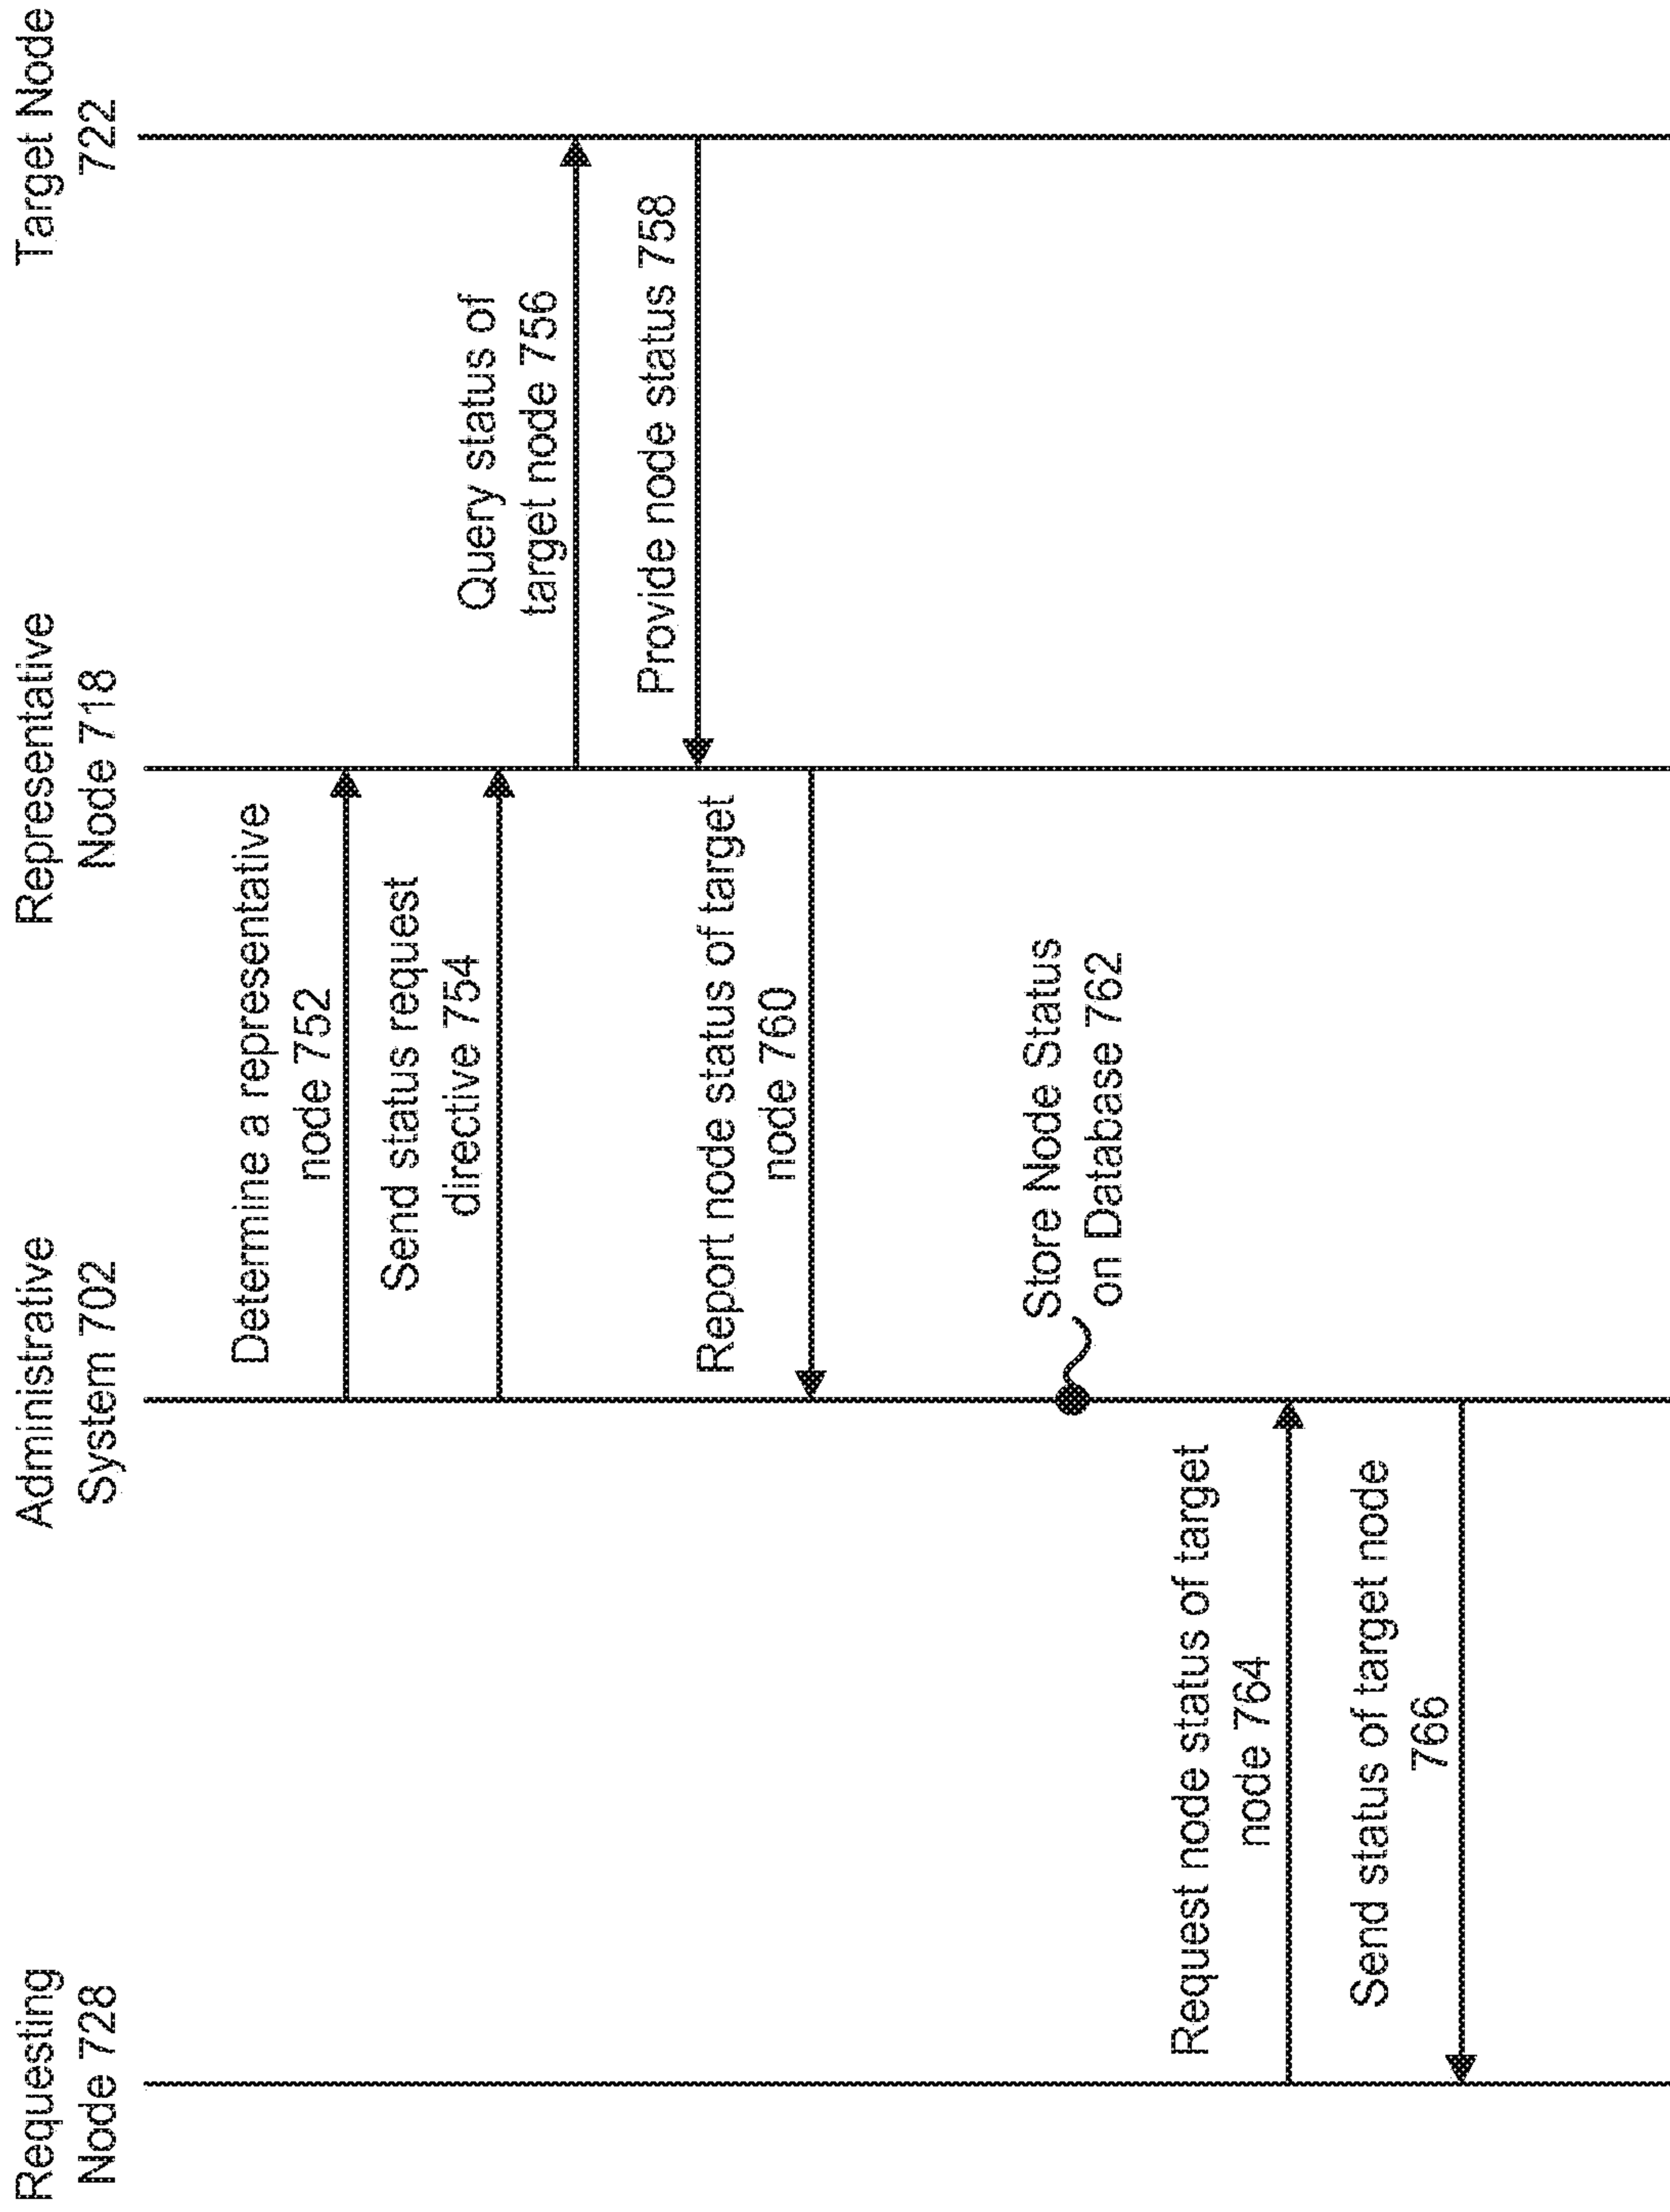 Requesting
Node 728
Administrative
System 702
Representative
Node 718
Target Node
722
Determine a representative
node 752
Send status request
directive 754
Query status of
target node 756
Provide node status 758
Report node status of target
node 760
Store Node Status
on Database 762
Request node status of target
node 764
Send status of target node
766